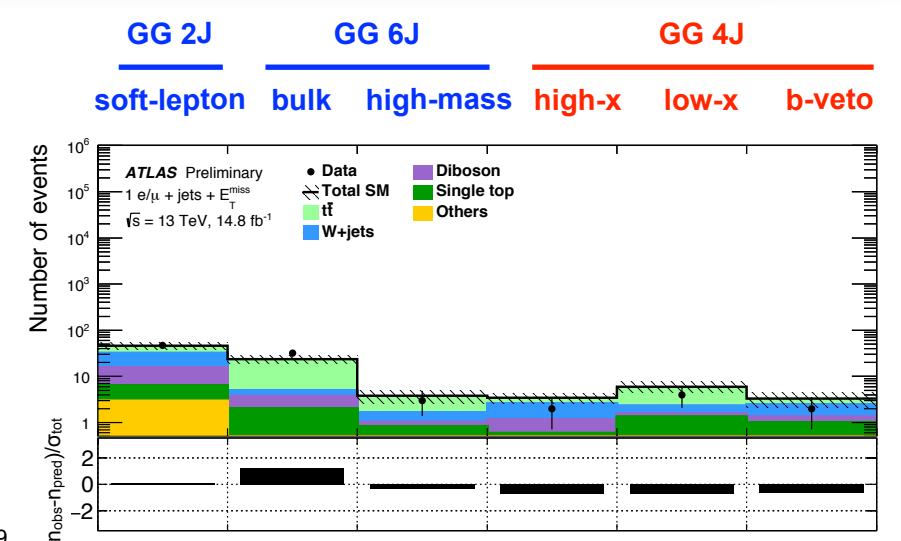 GG 2J GG 6J GG 4J
soft-lepton bulk high-mass high-x low-x b-veto
Number of events
10⁶
10⁵
10⁴
10³
10²
10
1
ATLAS Preliminary
1 e/μ + jets + E_T^miss
√s = 13 TeV, 14.8 fb⁻¹
Data
Total SM
tt̄
W+jets
Diboson
Single top
Others
n_obs-n_pred)/σ_tot
2
0
−2
9